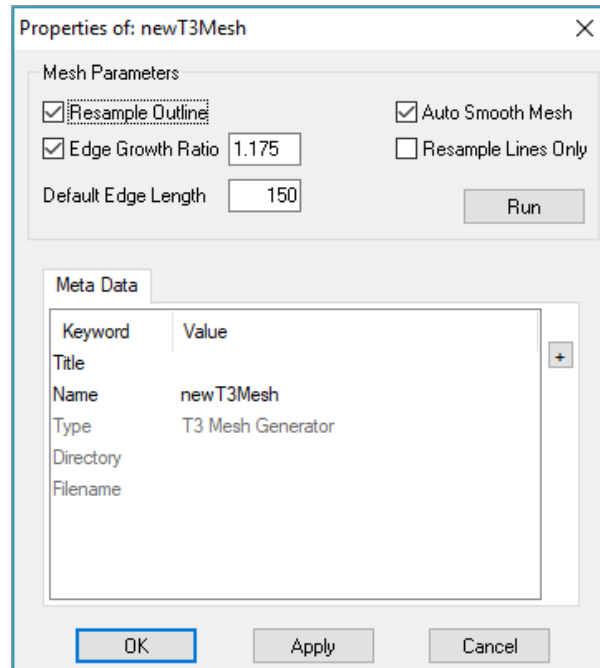 Properties of: newT3Mesh
Mesh Parameters
Resample Outline
Auto Smooth Mesh
Edge Growth Ratio 1.175
Resample Lines Only
Default Edge Length 150
Run
Meta Data
Keyword Value
Title
Name newT3Mesh
Type T3 Mesh Generator
Directory
Filename
+
OK Apply Cancel